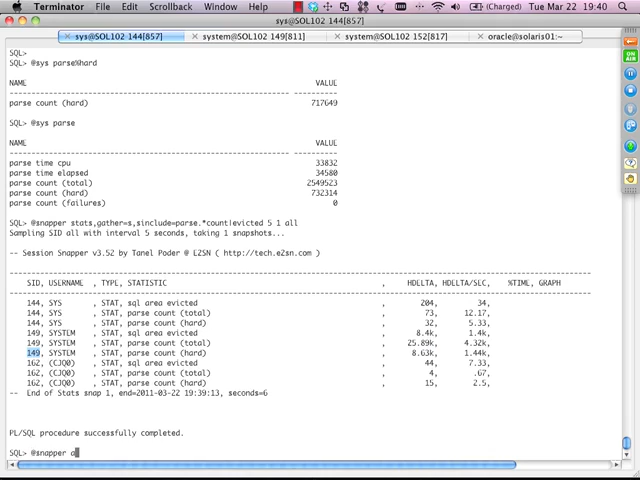 Terminator File Edit Scrollback Window Help (Charged) Tue Mar 22 19:40
sys@SOL102 144[857]
sys@SOL102 144[857] system@SOL102 149[811] system@SOL102 152[817] oracle@solaris01:~
ON AIR
SQL>
SQL> @sys parse%hard
NAME VALUE
parse count (hard) 717649
SQL> @sys parse
NAME VALUE
parse time cpu 33832
parse time elapsed 34580
parse count (total) 2549523
parse count (hard) 732314
parse count (failures) 0
SQL> @snapper stats,gather=s,sinclude=parse.*count|evicted 5 1 all
Sampling SID all with interval 5 seconds, taking 1 snapshots...
-- Session Snapper v3.52 by Tanel Poder @ E2SN ( http://tech.e2sn.com )
SID, USERNAME , TYPE, STATISTIC , HDELTA, HDELTA/SEC, %TIME, GRAPH
144, SYS , STAT, sql area evicted , 204, 34,
144, SYS , STAT, parse count (total) , 73, 12.17,
144, SYS , STAT, parse count (hard) , 32, 5.33,
149, SYSTEM , STAT, sql area evicted , 8.4k, 1.4k,
149, SYSTEM , STAT, parse count (total) , 25.89k, 4.32k,
149, SYSTEM , STAT, parse count (hard) , 8.63k, 1.44k,
162, (CJQ0) , STAT, sql area evicted , 44, 7.33,
162, (CJQ0) , STAT, parse count (total) , 4, .67,
162, (CJQ0) , STAT, parse count (hard) , 15, 2.5,
-- End of Stats snap 1, end=2011-03-22 19:39:13, seconds=6
PL/SQL procedure successfully completed.
SQL> @snapper a